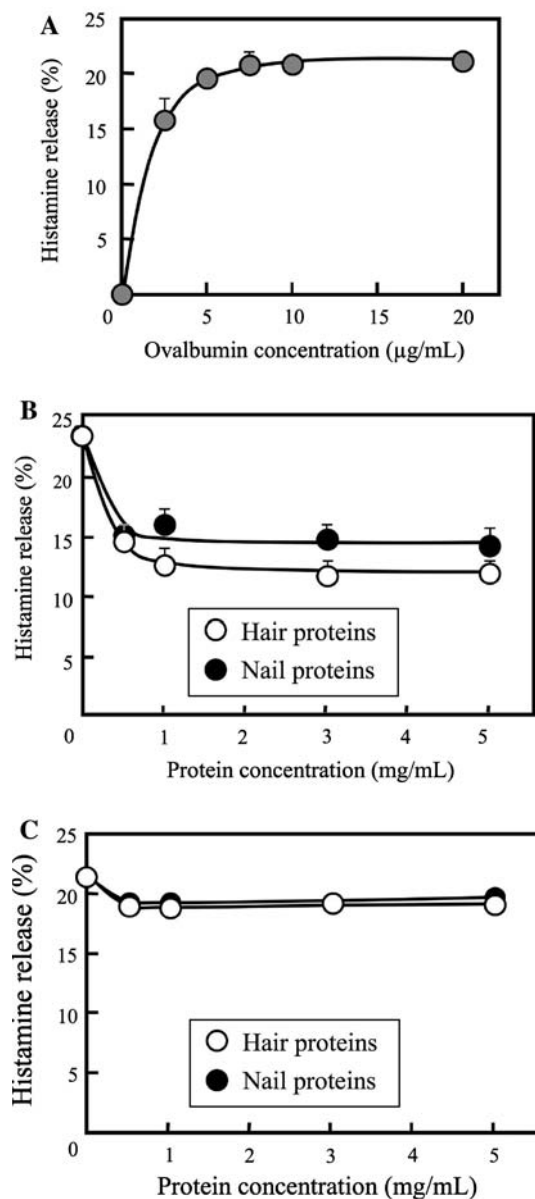 A
25
20
15
10
5
0
5
10
15
20
Histamine release (%)
Ovalbumin concentration (µg/mL)
B
25
20
15
10
5
0
1
2
3
4
5
Histamine release (%)
Hair proteins
Nail proteins
Protein concentration (mg/mL)
C
25
20
15
10
5
0
1
2
3
4
5
Histamine release (%)
Hair proteins
Nail proteins
Protein concentration (mg/mL)